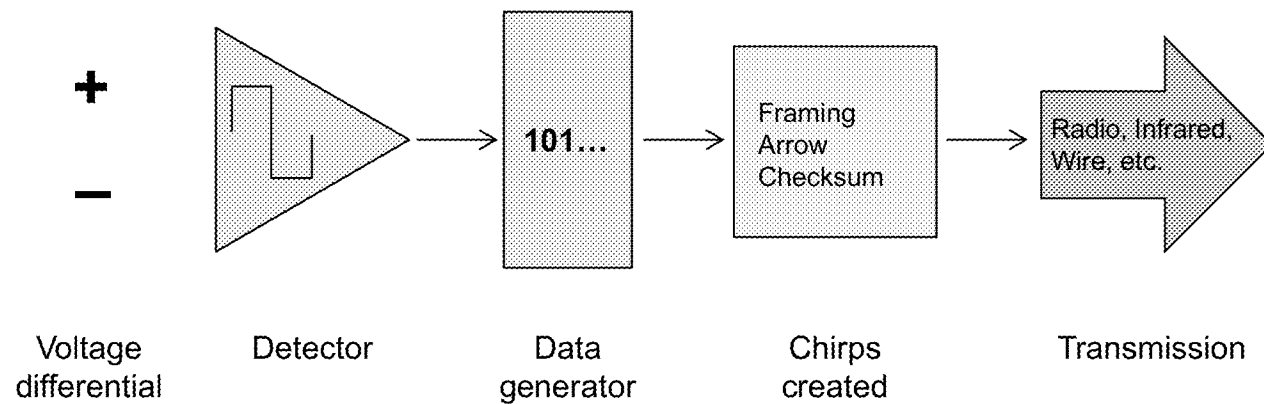 +
−
101...
Framing
Arrow
Checksum
Radio, Infrared,
Wire, etc.
Voltage
differential
Detector
Data
generator
Chirps
created
Transmission